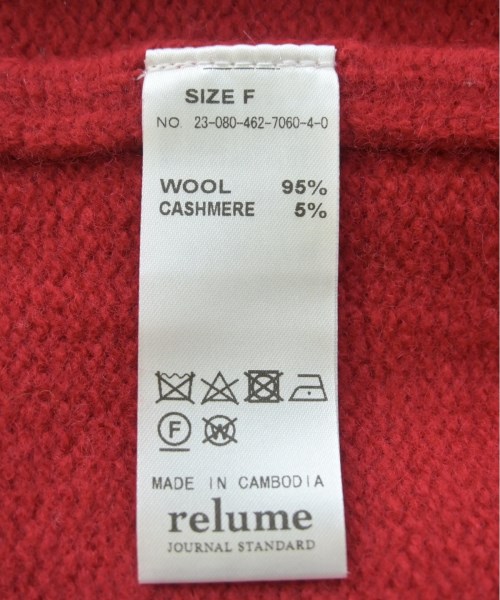 SIZE F
NO. 23-080-462-7060-4-0
WOOL 95%
CASHMERE 5%
F
W
MADE IN CAMBODIA
relume
JOURNAL STANDARD